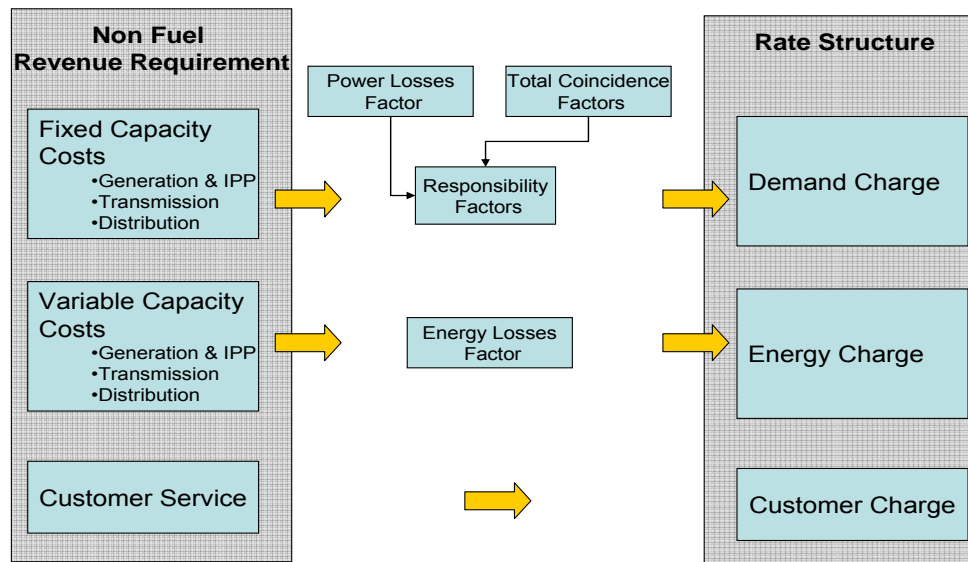 Non Fuel
Revenue Requirement
Fixed Capacity
Costs
•Generation & IPP
•Transmission
•Distribution
Variable Capacity
Costs
•Generation & IPP
•Transmission
•Distribution
Customer Service
Power Losses
Factor
Total Coincidence
Factors
Responsibility
Factors
Energy Losses
Factor
Rate Structure
Demand Charge
Energy Charge
Customer Charge